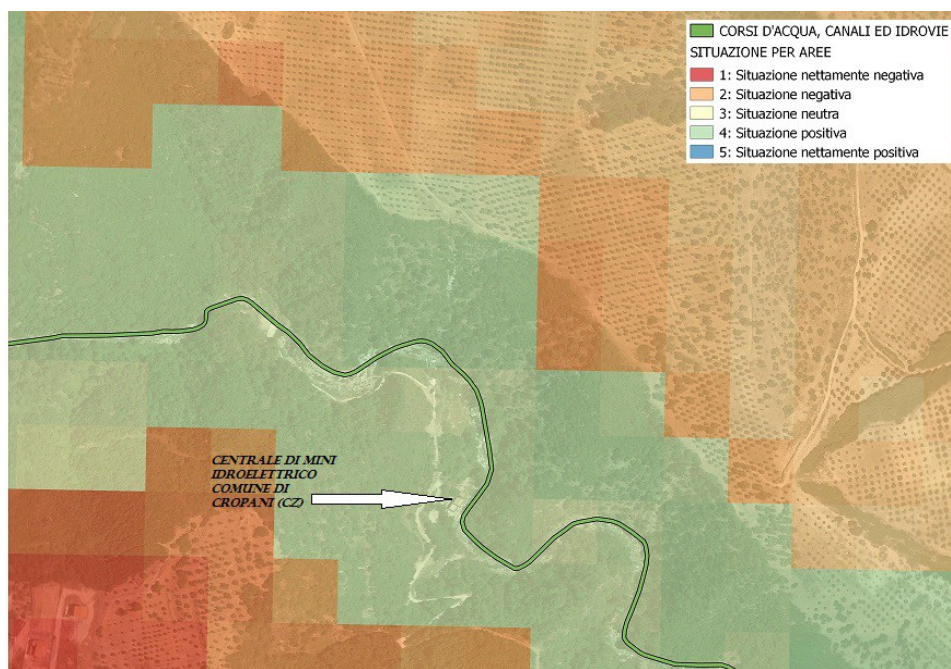 CORSI D'ACQUA, CANALI ED IDROVIE
SITUAZIONE PER AREE
1: Situazione nettamente negativa
2: Situazione negativa
3: Situazione neutra
4: Situazione positiva
5: Situazione nettamente positiva
CENTRALE DI MINI
IDROELETTRICO
COMUNE DI
CROPANI (CZ)